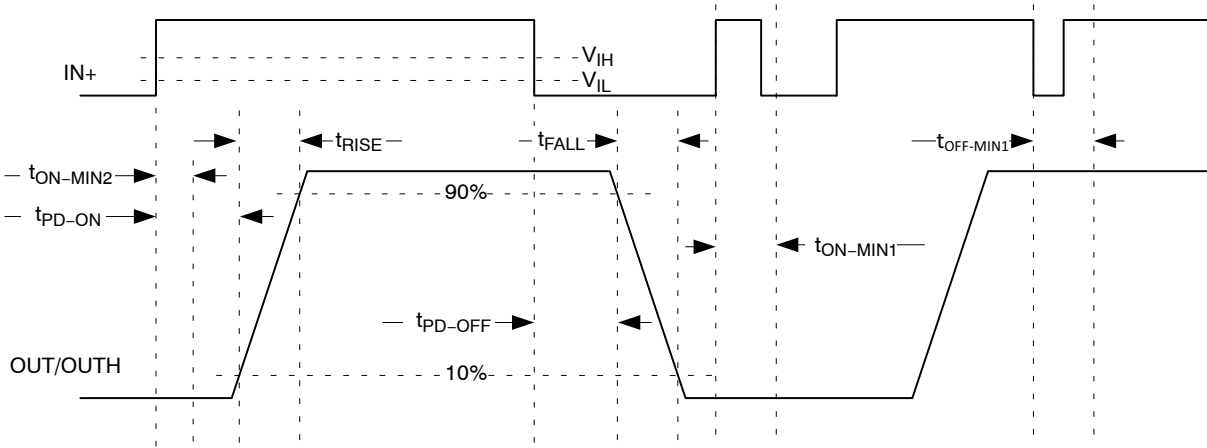 IN+
VIH
VIL
tRISE
tFALL
tOFF-MIN1
tON−MIN2
90%
tPD−ON
tON−MIN1
tPD−OFF
OUT/OUTH
10%